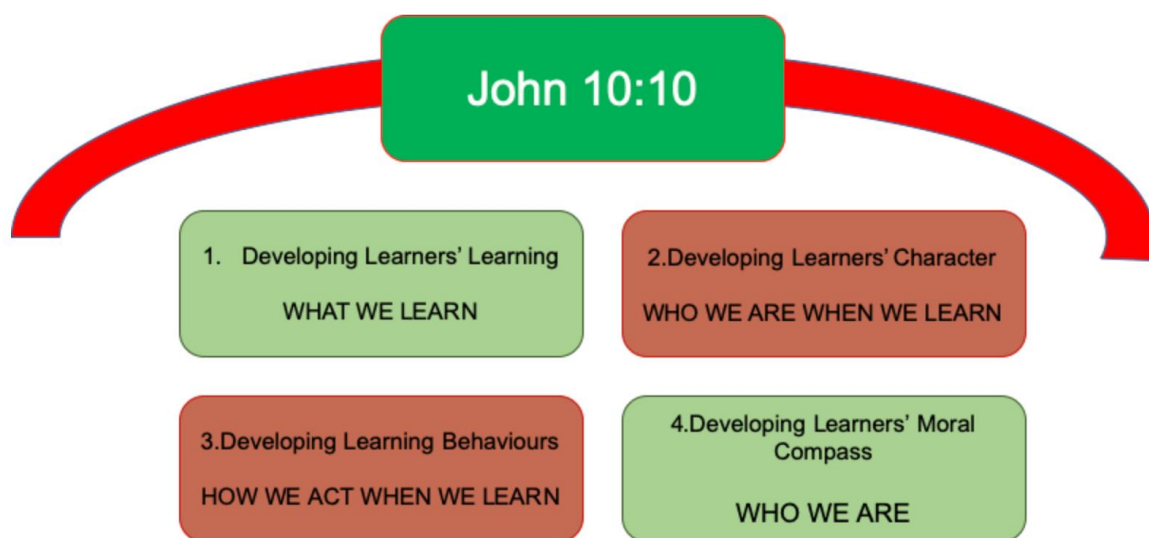 John 10:10
1. Developing Learners' Learning
WHAT WE LEARN
2.Developing Learners' Character
WHO WE ARE WHEN WE LEARN
3.Developing Learning Behaviours
HOW WE ACT WHEN WE LEARN
4.Developing Learners' Moral
Compass
WHO WE ARE